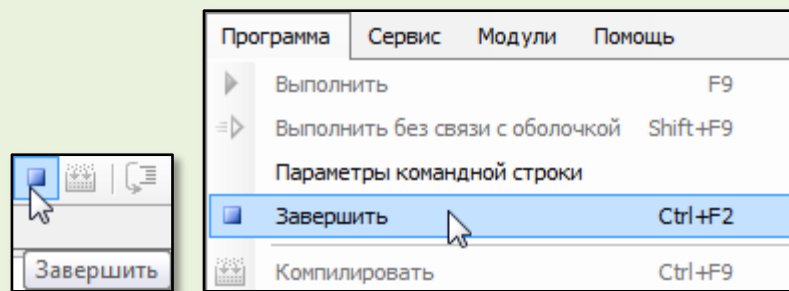 Программа Сервис Модули Помощь
Выполнить F9
Выполнить без связи с оболочкой Shift+F9
Параметры командной строки
Завершить Ctrl+F2
Компилировать Ctrl+F9
Завершить